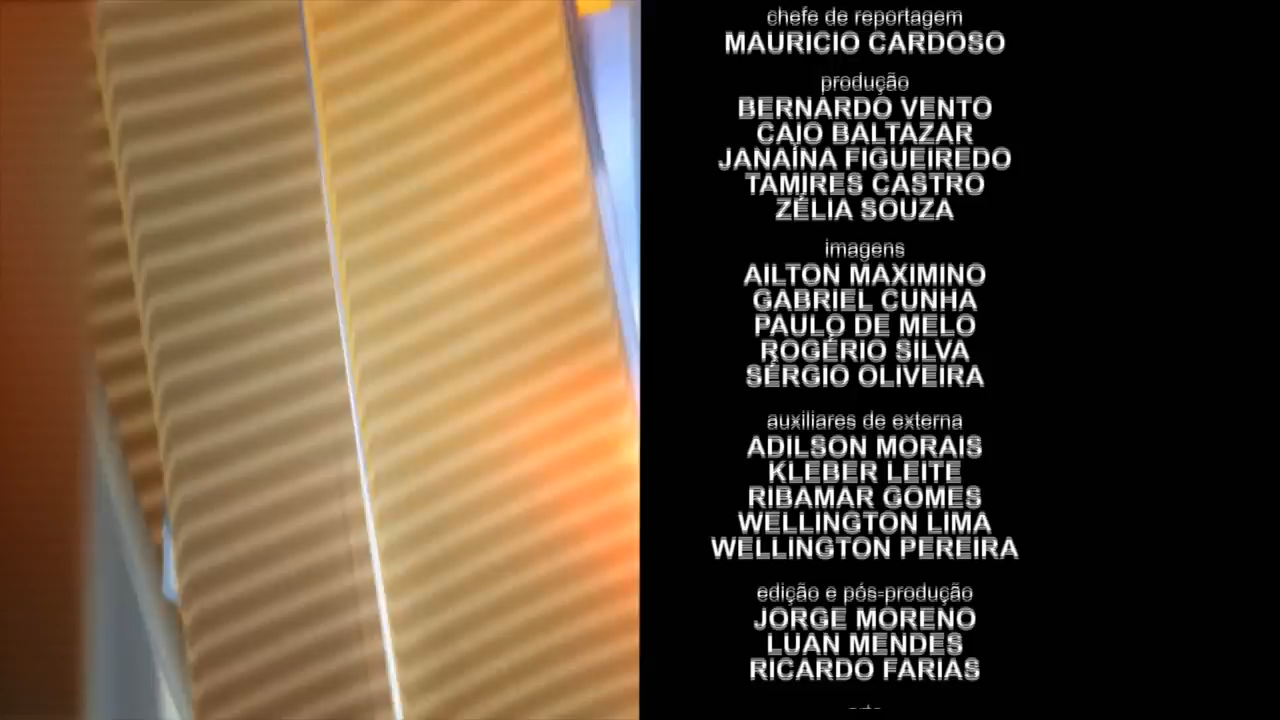 chefe de reportagem
MAURICIO CARDOSO
produção
BERNARDO VENTO
CAIO BALTAZAR
JANAÍNA FIGUEIREDO
TAMIRES CASTRO
ZÉLIA SOUZA
imagens
AILTON MAXIMINO
GABRIEL CUNHA
PAULO DE MELO
ROGÉRIO SILVA
SÉRGIO OLIVEIRA
auxiliares de externa
ADILSON MORAIS
KLEBER LEITE
RIBAMAR GOMES
WELLINGTON LIMA
WELLINGTON PEREIRA
edição e pós-produção
JORGE MORENO
LUAN MENDES
RICARDO FARIAS